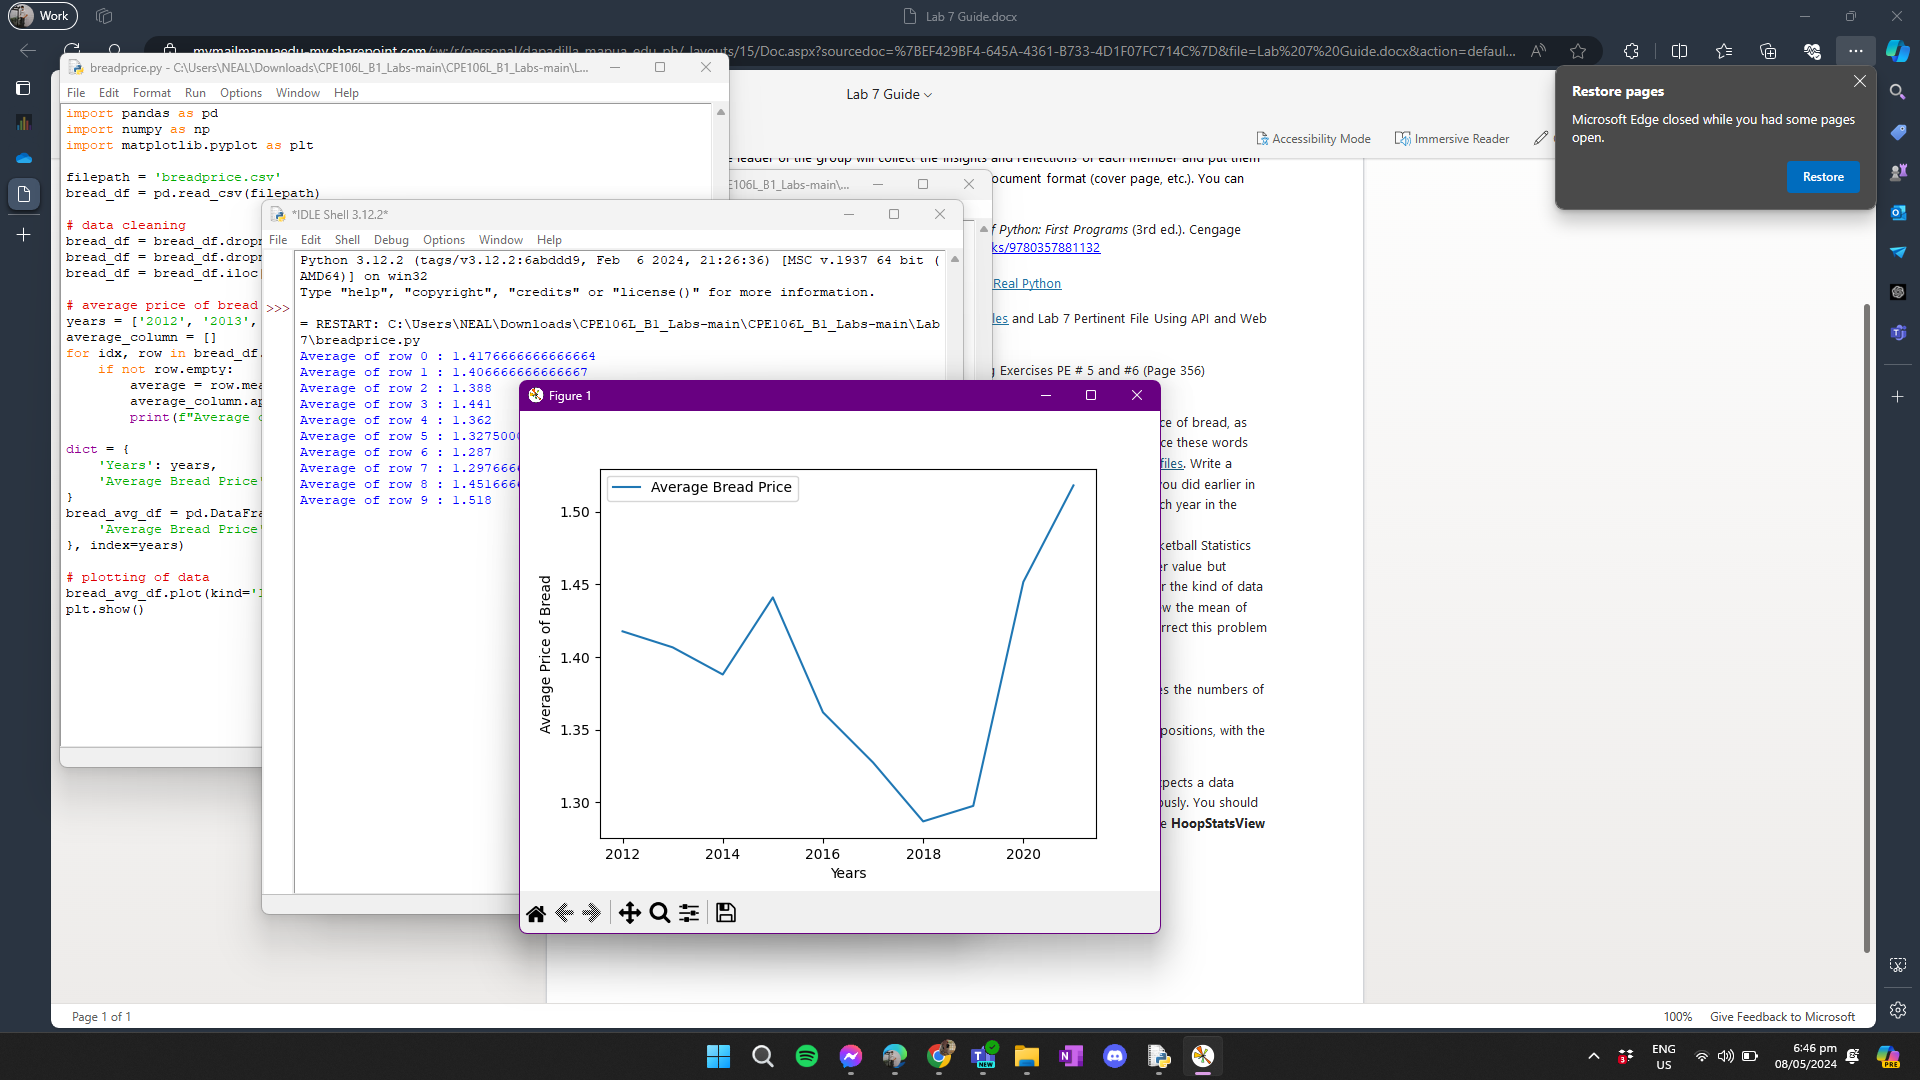 Work
Lab 7 Guide.docx
mymailmapuaedu-my.sharepoint.com/:w:/r/personal/dapadilla_mapua_edu_ph/_layouts/15/Doc.aspx?sourcedoc=%7BEF429BF4-645A-4361-B733-4D1F07FC714C%7D&file=Lab%207%20Guide.docx&action=defaul...
breadprice.py - C:\Users\NEAL\Downloads\CPE106L_B1_Labs-main\CPE106L_B1_Labs-main\L...
File Edit Format Run Options Window Help
import pandas as pd
import numpy as np
import matplotlib.pyplot as plt
filepath = 'breadprice.csv'
bread_df = pd.read_csv(filepath)
# data cleaning
bread_df = bread_df.dropn
bread_df = bread_df.dropn
bread_df = bread_df.iloc[
# average price of bread
years = ['2012', '2013',
average_column = []
for idx, row in bread_df.
if not row.empty:
average = row.mea
average_column.ap
print(f"Average o
dict = {
'Years': years,
'Average Bread Price'
}
bread_avg_df = pd.DataFra
'Average Bread Price'
}, index=years)
# plotting of data
bread_avg_df.plot(kind='l
plt.show()
E106L_B1_Labs-main\...
*IDLE Shell 3.12.2*
File Edit Shell Debug Options Window Help
Python 3.12.2 (tags/v3.12.2:6abddd9, Feb  6 2024, 21:26:36) [MSC v.1937 64 bit (
AMD64)] on win32
Type "help", "copyright", "credits" or "license()" for more information.
>>>
= RESTART: C:\Users\NEAL\Downloads\CPE106L_B1_Labs-main\CPE106L_B1_Labs-main\Lab
7\breadprice.py
Average of row 0 : 1.4176666666666664
Average of row 1 : 1.406666666666667
Average of row 2 : 1.388
Average of row 3 : 1.441
Average of row 4 : 1.362
Average of row 5 : 1.3275000
Average of row 6 : 1.287
Average of row 7 : 1.2976666
Average of row 8 : 1.4516666
Average of row 9 : 1.518
Figure 1
Average Bread Price
Average Price of Bread
1.50
1.45
1.40
1.35
1.30
2012 2014 2016 2018 2020
Years
Lab 7 Guide
Accessibility Mode Immersive Reader
e leader of the group will collect the insights and reflections of each member and put them
ocument format (cover page, etc.). You can
f Python: First Programs (3rd ed.). Cengage
ks/9780357881132
Real Python
les and Lab 7 Pertinent File Using API and Web
g Exercises PE # 5 and #6 (Page 356)
ce of bread, as
ce these words
files. Write a
ou did earlier in
ch year in the
ketball Statistics
er value but
r the kind of data
w the mean of
rrect this problem
es the numbers of
positions, with the
pects a data
ously. You should
e HoopStatsView
Restore pages
Microsoft Edge closed while you had some pages
open.
Restore
Page 1 of 1
100% Give Feedback to Microsoft
NEW
3
ENG
US
6:46 pm
08/05/2024
PRE